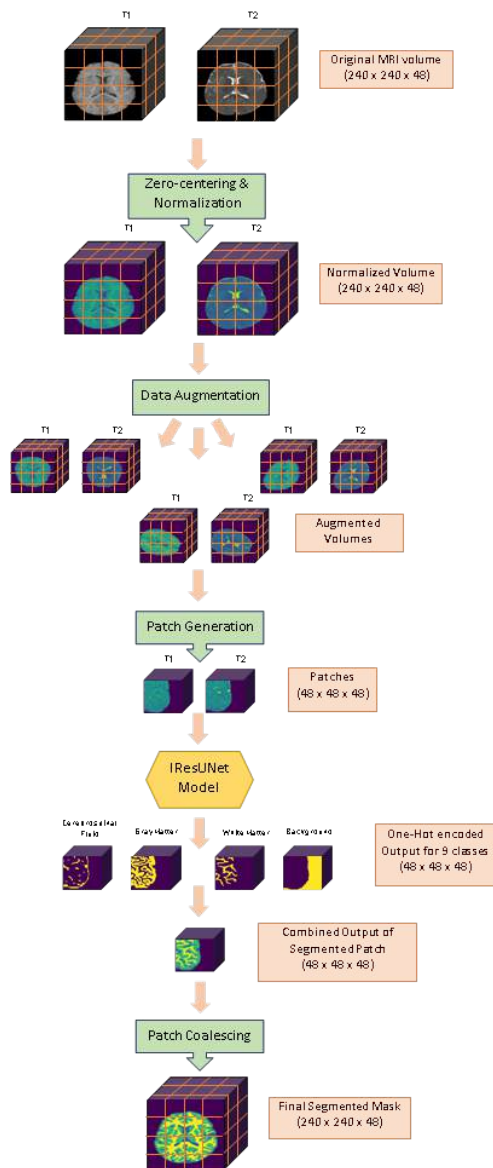 T1 T2
Original MRI volume
(240 x 240 x 48)
Zero-centering &
Normalization
T1 T2
Normalized Volume
(240 x 240 x 48)
Data Augmentation
T1 T2 T1 T2
T1 T2
Augmented
Volumes
Patch Generation
T1 T2
Patches
(48 x 48 x 48)
IResUNet
Model
Cerebrospinal
Fluid
Gray Matter
White Matter
Background
One-Hot encoded
Output for 9 classes
(48 x 48 x 48)
Combined Output of
Segmented Patch
(48 x 48 x 48)
Patch Coalescing
Final Segmented Mask
(240 x 240 x 48)